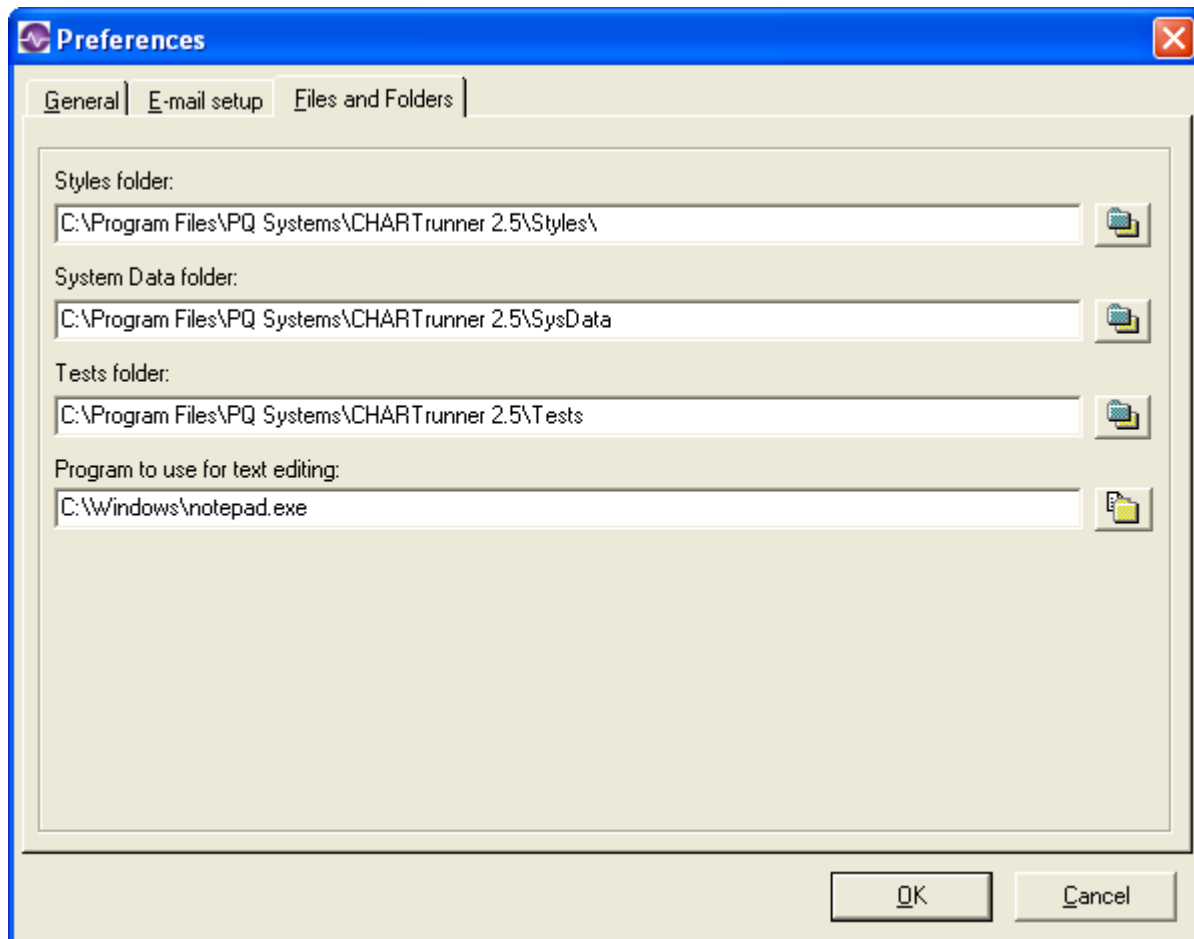 Preferences
General E-mail setup Files and Folders
Styles folder:
C:\Program Files\PQ Systems\CHARTrunner 2.5\Styles\
System Data folder:
C:\Program Files\PQ Systems\CHARTrunner 2.5\SysData
Tests folder:
C:\Program Files\PQ Systems\CHARTrunner 2.5\Tests
Program to use for text editing:
C:\Windows\notepad.exe
OK Cancel